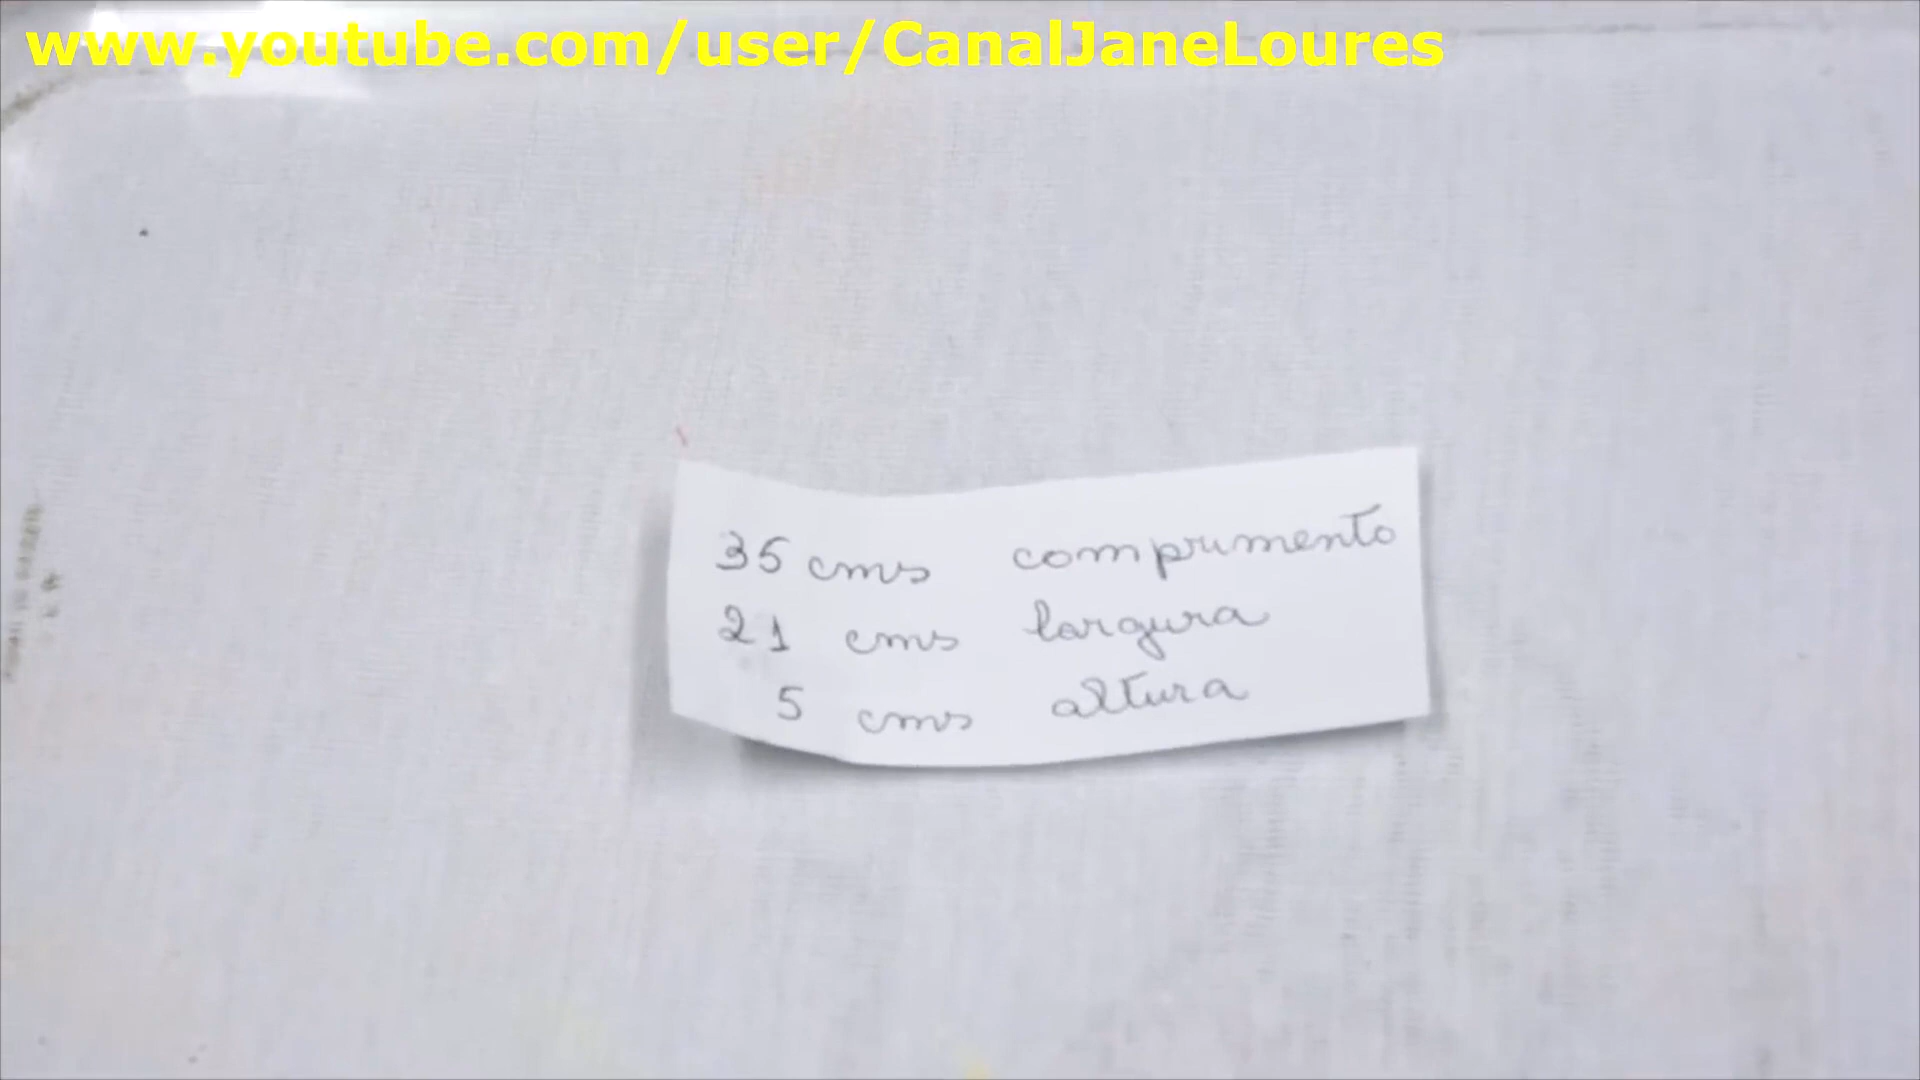 www.youtube.com/user/CanalJaneLoures
35 cms comprimento
21 cms largura
5 cms altura